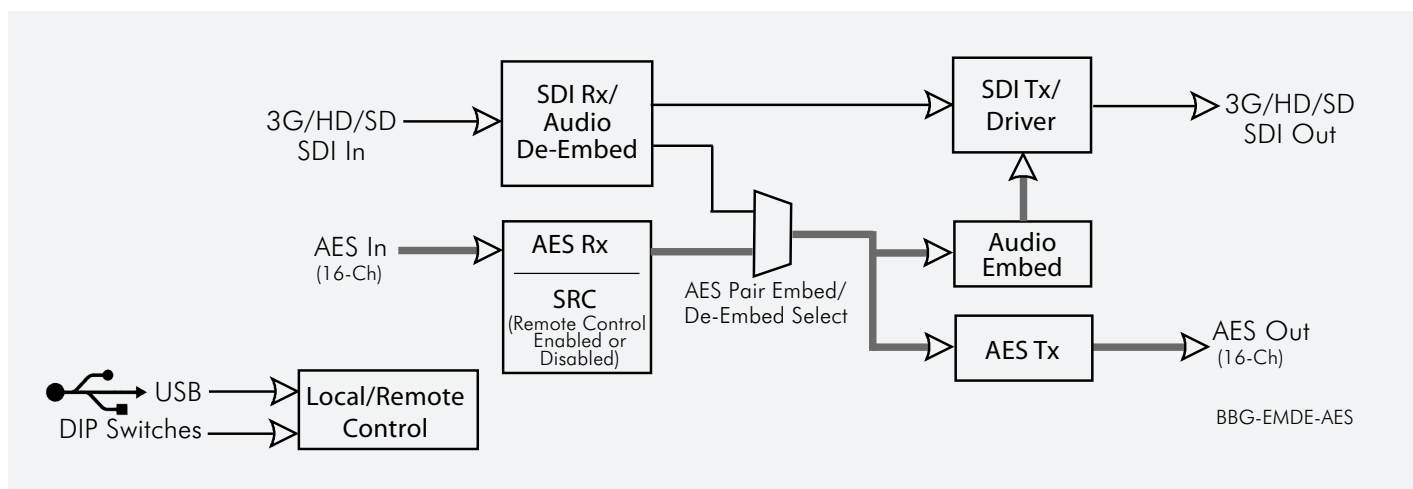 3G/HD/SD
SDI In
SDI Rx/
Audio
De-Embed
SDI Tx/
Driver
3G/HD/SD
SDI Out
AES In
(16-Ch)
AES Rx
SRC
(Remote Control
Enabled or
Disabled)
AES Pair Embed/
De-Embed Select
Audio
Embed
AES Tx
AES Out
(16-Ch)
USB
DIP Switches
Local/Remote
Control
BBG-EMDE-AES